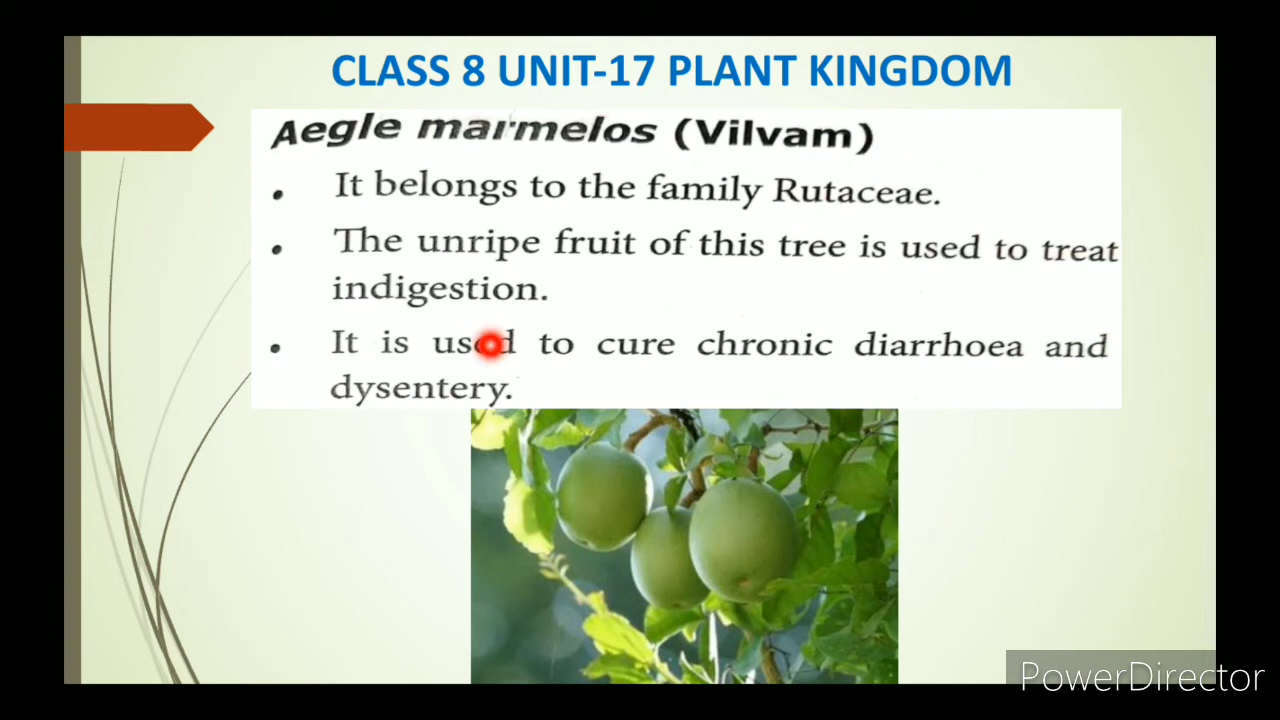 CLASS 8 UNIT-17 PLANT KINGDOM
Aegle marmelos (Vilvam)
• It belongs to the family Rutaceae.
• The unripe fruit of this tree is used to treat
indigestion.
• It is used to cure chronic diarrhoea and
dysentery.
PowerDirector